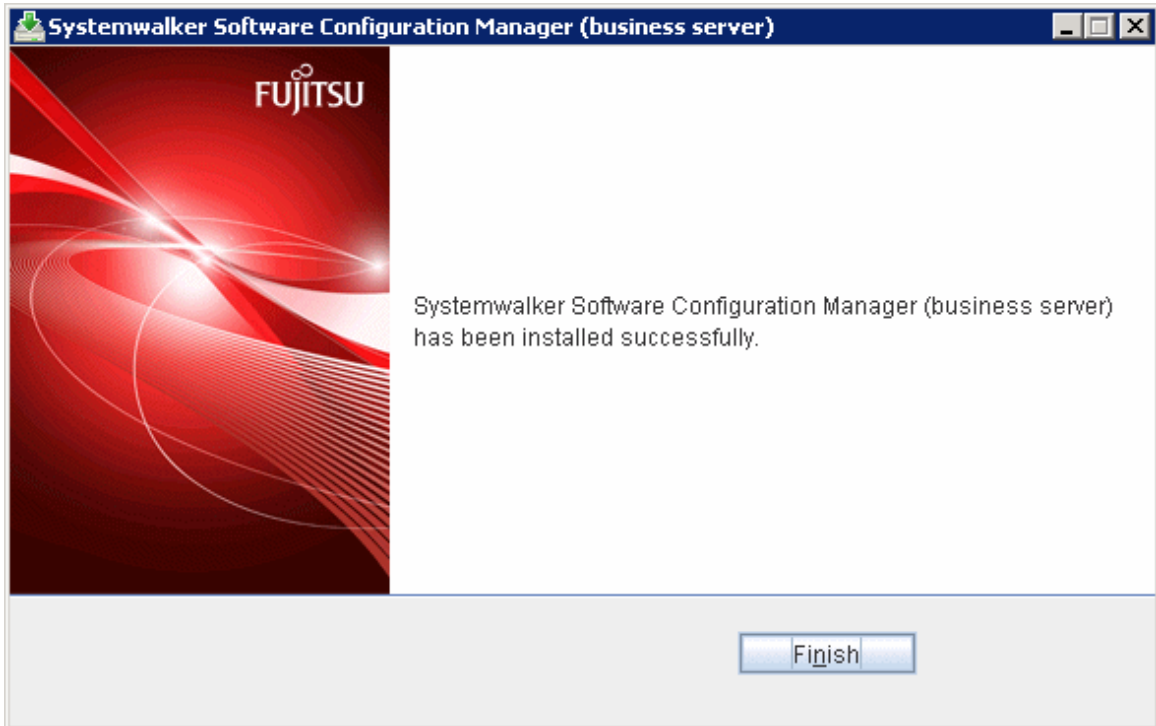 Systemwalker Software Configuration Manager (business server)
FUJITSU
Systemwalker Software Configuration Manager (business server)
has been installed successfully.
Finish